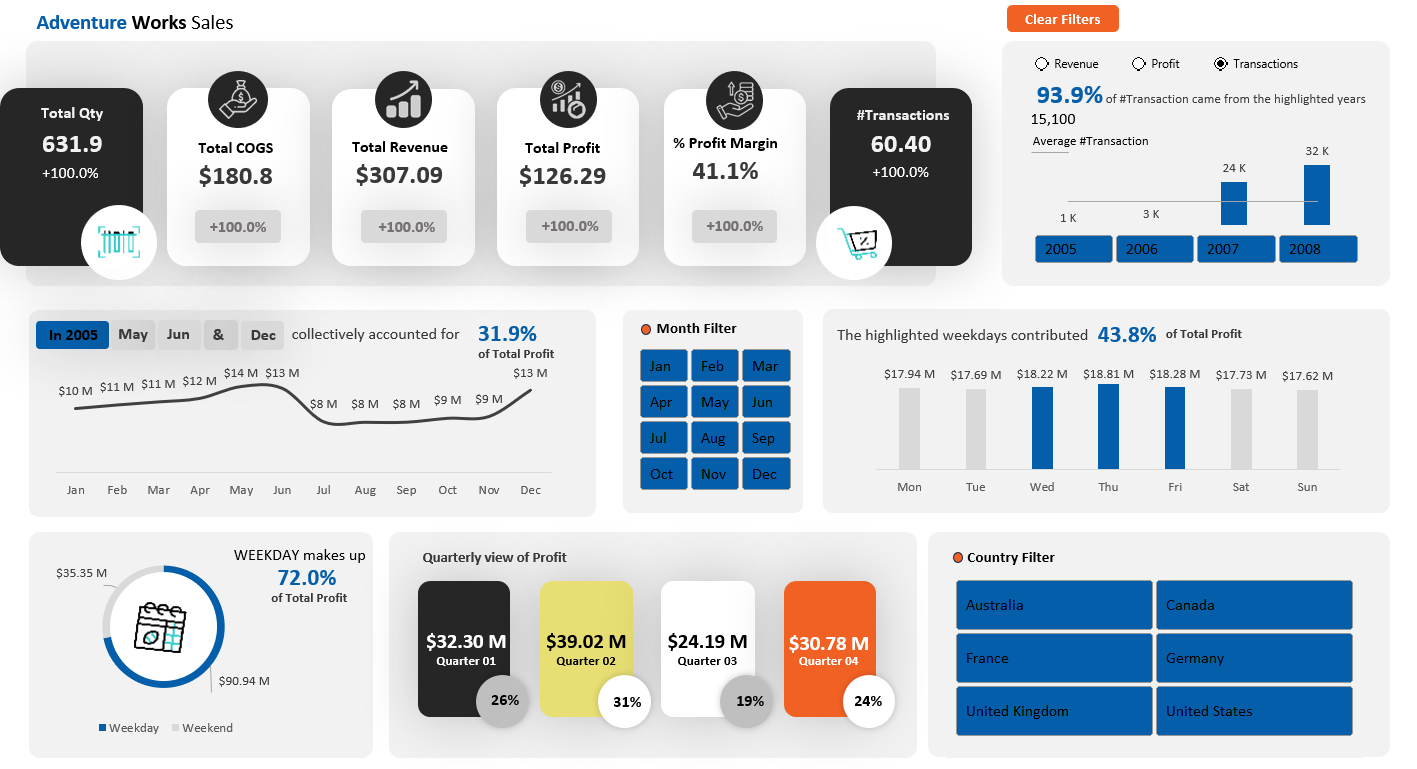 Adventure Works Sales
Clear Filters
Total Qty
631.9
+100.0%
Total COGS
$180.8
+100.0%
Total Revenue
$307.09
+100.0%
Total Profit
$126.29
+100.0%
% Profit Margin
41.1%
+100.0%
#Transactions
60.40
+100.0%
Revenue Profit Transactions
93.9% of #Transaction came from the highlighted years
15,100
Average #Transaction
1 K 3 K 24 K 32 K
2005 2006 2007 2008
In 2005 May Jun & Dec collectively accounted for 31.9%
of Total Profit
$10 M $11 M $11 M $12 M $14 M $13 M $8 M $8 M $8 M $9 M $9 M $13 M
Jan Feb Mar Apr May Jun Jul Aug Sep Oct Nov Dec
Month Filter
Jan Feb Mar
Apr May Jun
Jul Aug Sep
Oct Nov Dec
The highlighted weekdays contributed 43.8% of Total Profit
$17.94 M $17.69 M $18.22 M $18.81 M $18.28 M $17.73 M $17.62 M
Mon Tue Wed Thu Fri Sat Sun
WEEKDAY makes up
72.0%
of Total Profit
$35.35 M
$90.94 M
Weekday Weekend
Quarterly view of Profit
$32.30 M
Quarter 01
26%
$39.02 M
Quarter 02
31%
$24.19 M
Quarter 03
19%
$30.78 M
Quarter 04
24%
Country Filter
Australia Canada
France Germany
United Kingdom United States